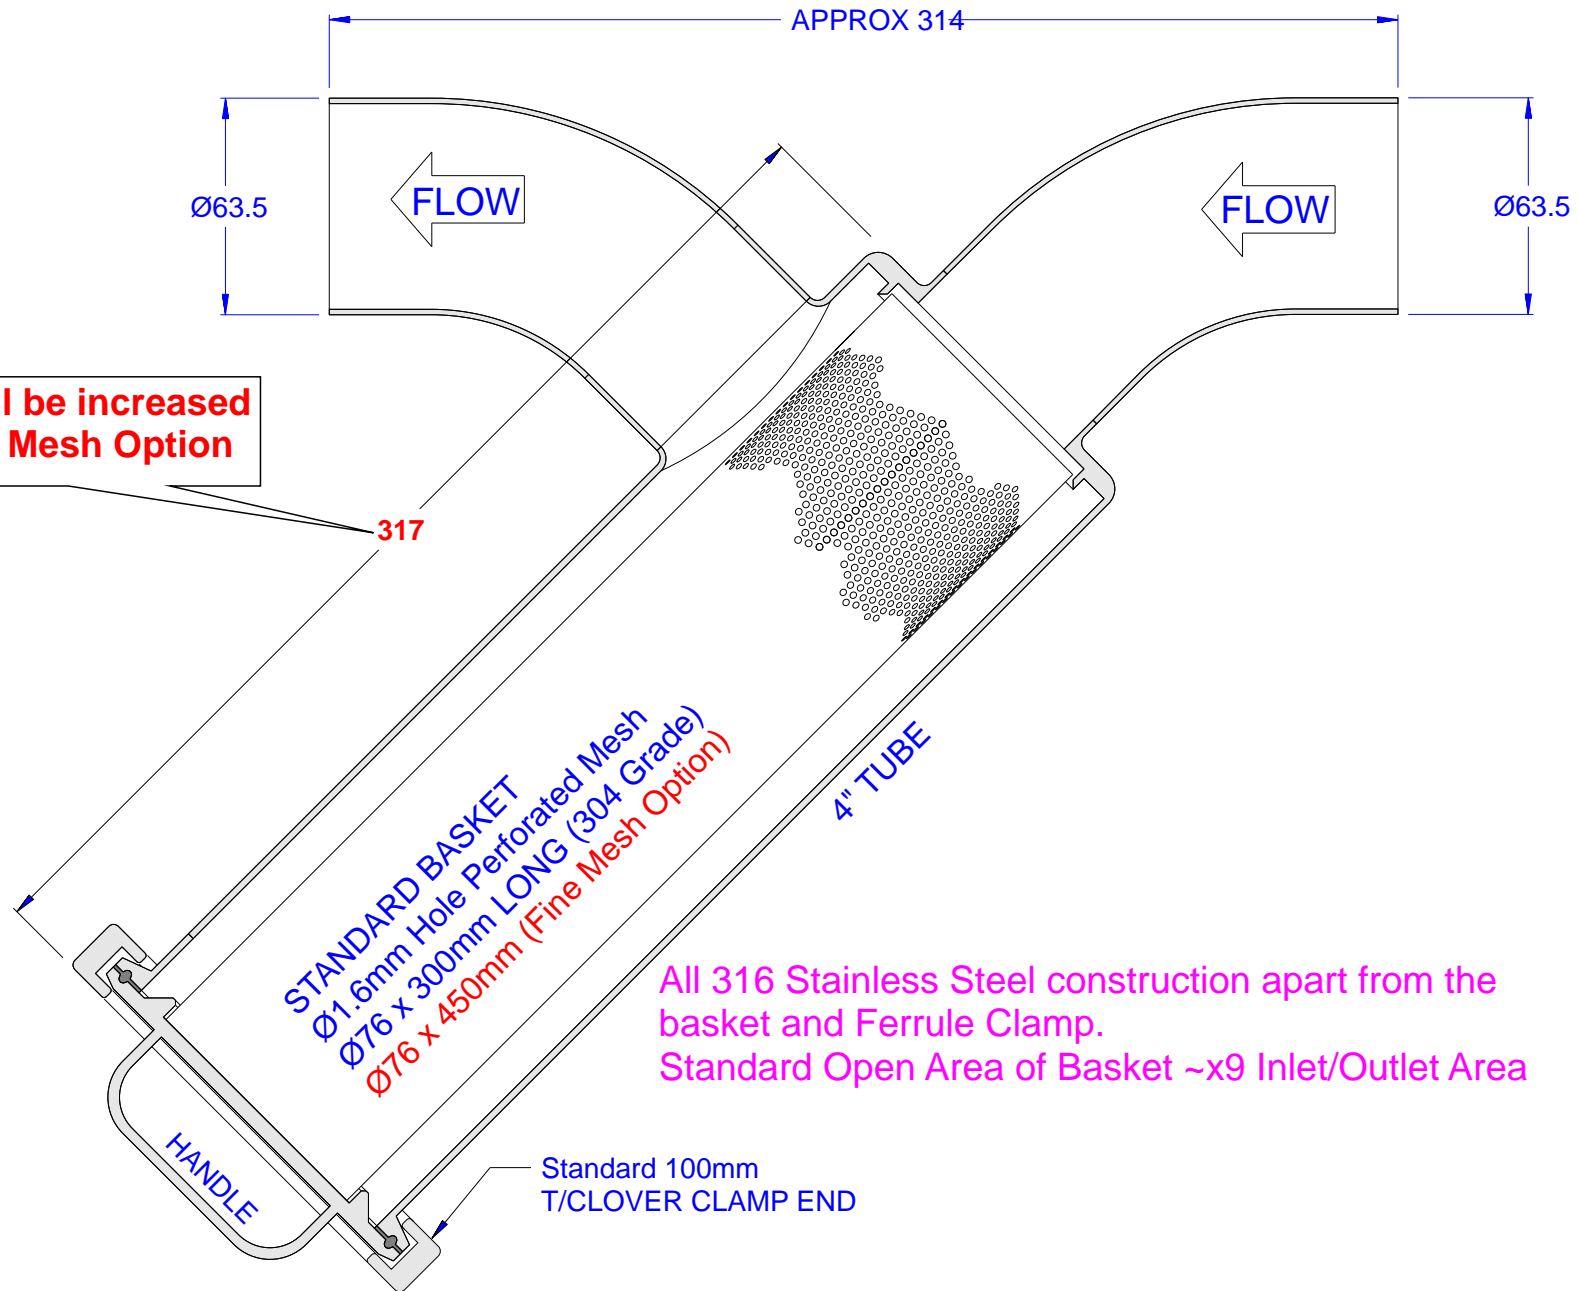 APPROX 314
Ø63.5
FLOW
FLOW
Ø63.5
l be increased
Mesh Option
317
STANDARD BASKET
Ø1.6mm Hole Perforated Mesh
Ø76 x 300mm LONG (304 Grade)
Ø76 x 450mm (Fine Mesh Option)
4" TUBE
All 316 Stainless Steel construction apart from the
basket and Ferrule Clamp.
Standard Open Area of Basket ~x9 Inlet/Outlet Area
HANDLE
Standard 100mm
T/CLOVER CLAMP END